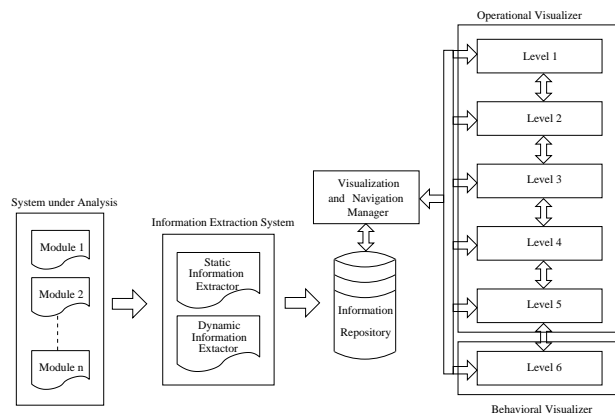 Operational Visualizer
Level 1
Level 2
Level 3
Level 4
Level 5
Level 6
Behavioral Visualizer
Visualization
and Navigation
Manager
Information
Repository
System under Analysis
Module 1
Module 2
Module n
Information Extraction System
Static
Information
Extractor
Dynamic
Information
Extactor